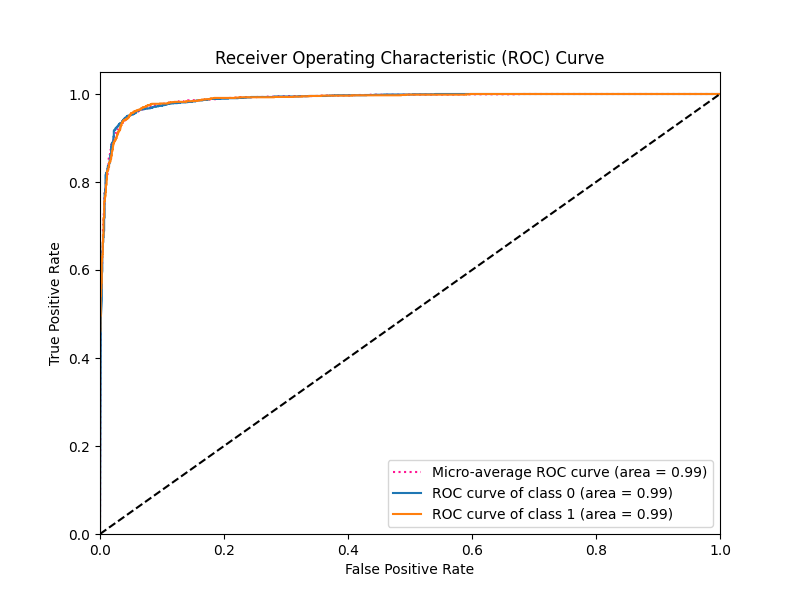 Receiver Operating Characteristic (ROC) Curve
1.0
0.8
0.6
0.4
0.2
0.0
True Positive Rate
Micro-average ROC curve (area = 0.99)
ROC curve of class 0 (area = 0.99)
ROC curve of class 1 (area = 0.99)
0.0 0.2 0.4 0.6 0.8 1.0
False Positive Rate